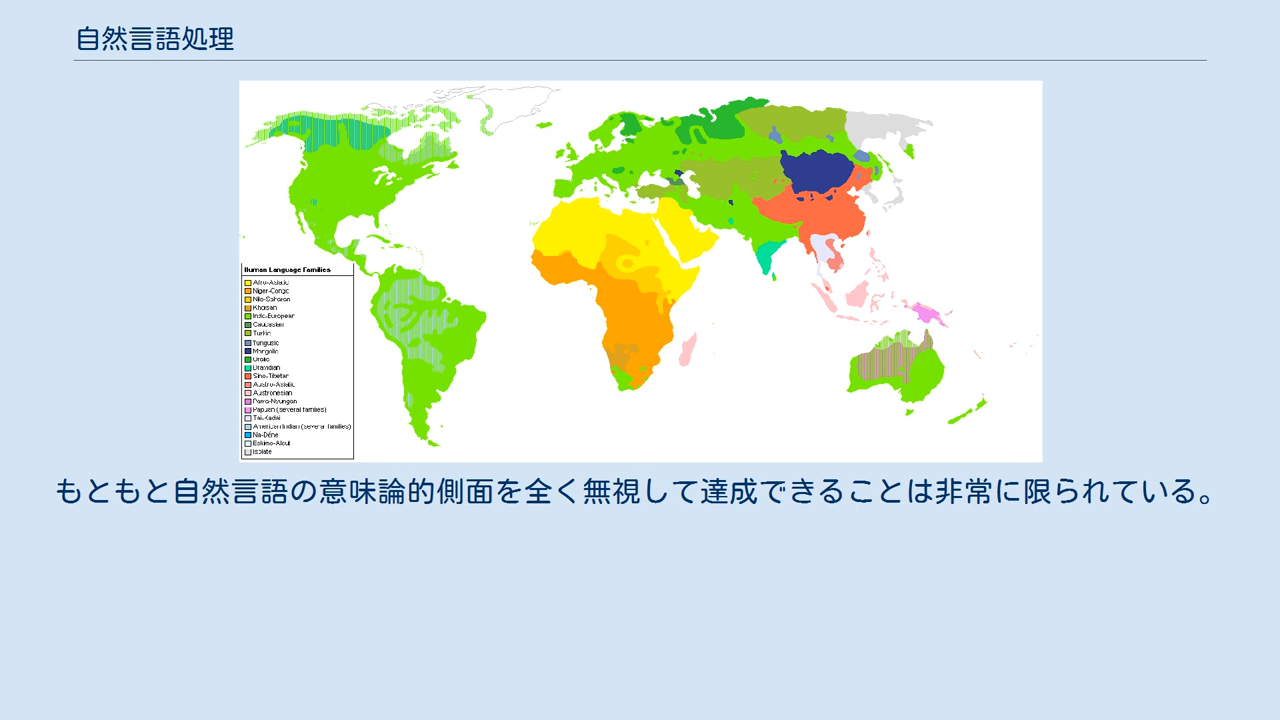 自然言語処理
Human Language Families
Afro-Asiatic
Niger-Congo
Nilo-Saharan
Khoisan
Indo-European
Caucasian
Turkic
Tungusic
Mongolic
Uralic
Dravidian
Sino-Tibetan
Austro-Asiatic
Austronesian
Pama-Nyungan
Papuan (several families)
Tai-Kadai
American Indian (several families)
Na-Déne
Eskimo-Aleut
Isolate
もともと自然言語の意味論的側面を全く無視して達成できることは非常に限られている。